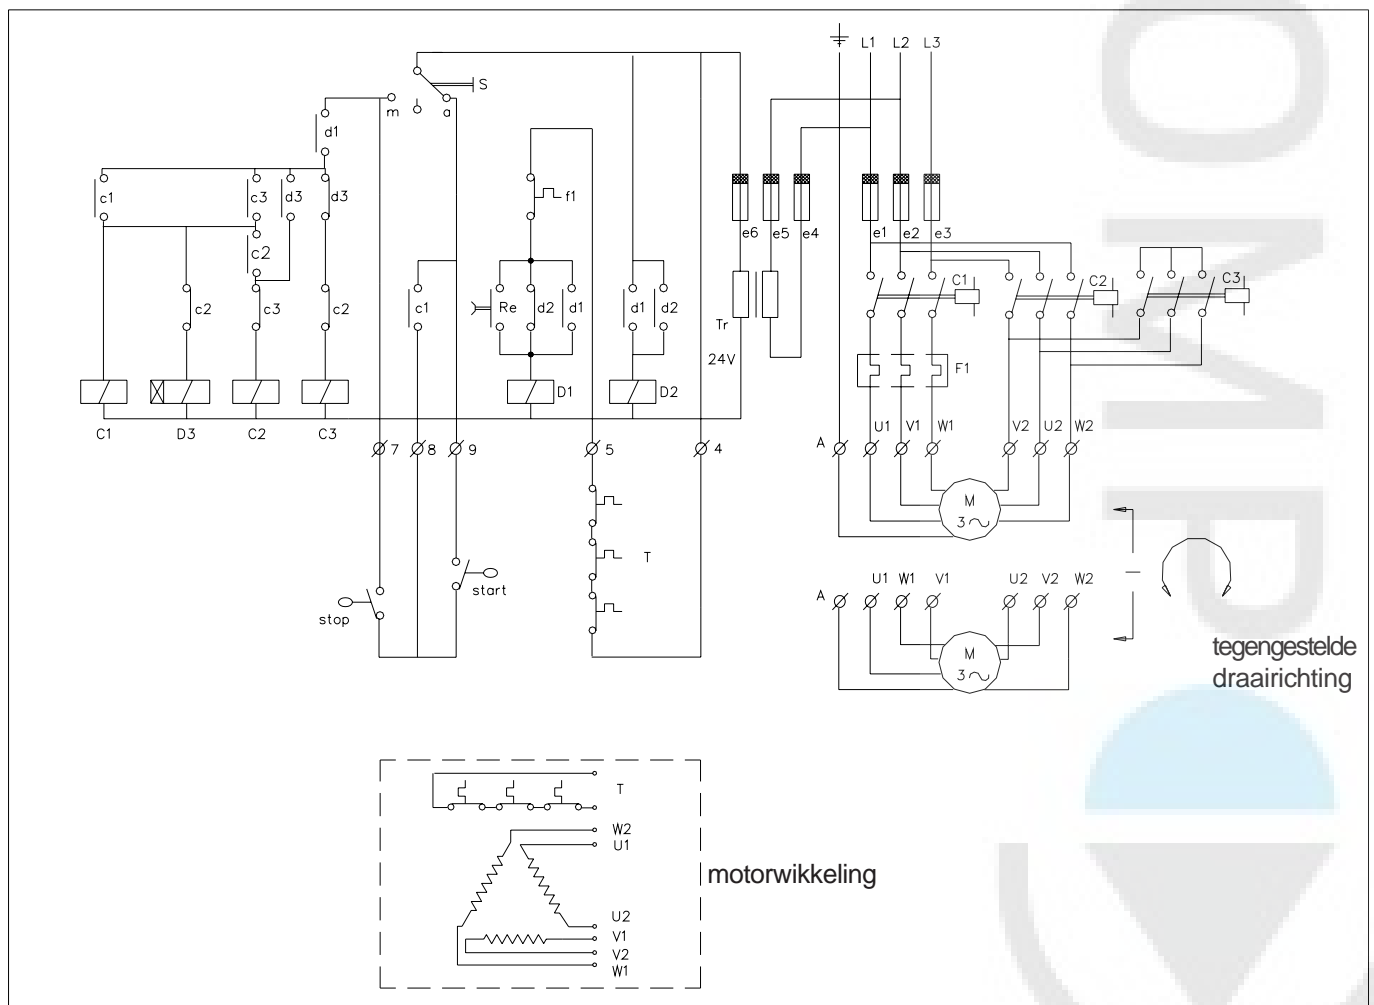 L1 L2 L3
S
m a
d1
c1 c3 d3 d3 f1
e6 e5 e4 e1 e2 e3
c2
C1 C2 C3
c2 c3 c2 c1 Re d2 d1 d1 d2
Tr
24V
F1
D1 D2
C1 D3 C2 C3
7 8 9 5 4
A U1 V1 W1 V2 U2 W2
M
3
T
start
stop
A U1 W1 V1 U2 V2 W2
M
3
tegengestelde
draairichting
T
W2
U1
motorwikkeling
U2
V1
V2
W1
OMIP